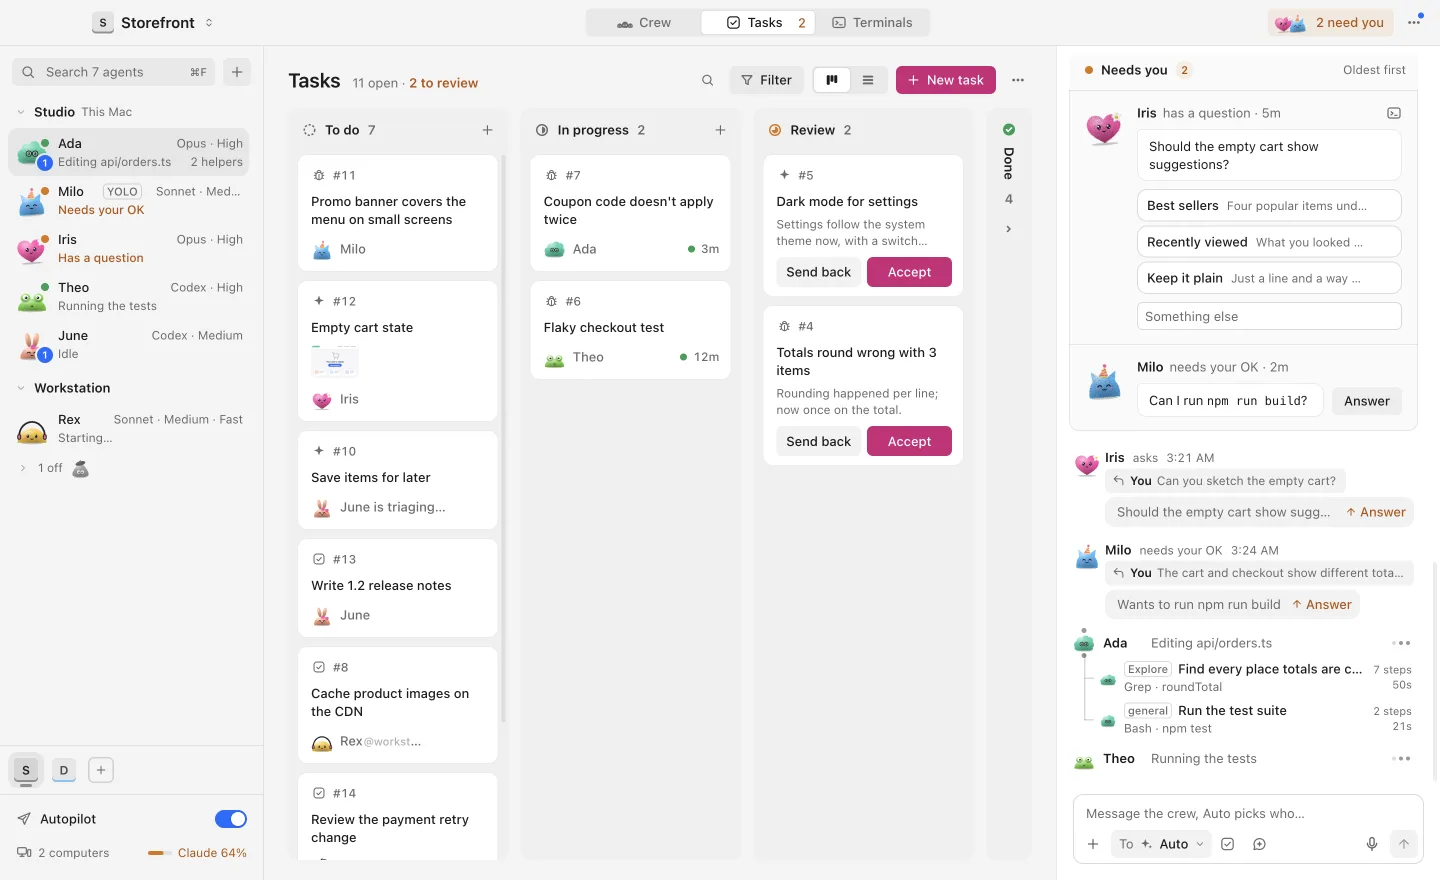 S Storefront
Crew
Tasks 2
Terminals
2 need you
Search 7 agents ⌘F
Studio This Mac
Ada Opus · High
Editing api/orders.ts 2 helpers
1
Milo YOLO Sonnet · Med...
Needs your OK
Iris Opus · High
Has a question
Theo Codex · High
Running the tests
June Codex · Medium
1 Idle
Workstation
Rex Sonnet · Medium · Fast
Starting...
1 off
S D
Autopilot
2 computers Claude 64%
Tasks 11 open · 2 to review
Filter
New task
To do 7
#11
Promo banner covers the
menu on small screens
Milo
#12
Empty cart state
Iris
#10
Save items for later
June is triaging...
#13
Write 1.2 release notes
June
#8
Cache product images on
the CDN
Rex@workst...
#14
Review the payment retry
change
In progress 2
#7
Coupon code doesn't apply
twice
Ada 3m
#6
Flaky checkout test
Theo 12m
Review 2
#5
Dark mode for settings
Settings follow the system
theme now, with a switch...
Send back Accept
#4
Totals round wrong with 3
items
Rounding happened per line;
now once on the total.
Send back Accept
Done
4
Needs you 2 Oldest first
Iris has a question · 5m
Should the empty cart show
suggestions?
Best sellers Four popular items und...
Recently viewed What you looked ...
Keep it plain Just a line and a way ...
Something else
Milo needs your OK · 2m
Can I run npm run build? Answer
Iris asks 3:21 AM
You Can you sketch the empty cart?
Should the empty cart show sugg... Answer
Milo needs your OK 3:24 AM
You The cart and checkout show different tota...
Wants to run npm run build Answer
Ada Editing api/orders.ts
Explore Find every place totals are c... 7 steps
Grep · roundTotal 50s
general Run the test suite 2 steps
Bash · npm test 21s
Theo Running the tests
Message the crew, Auto picks who...
To Auto